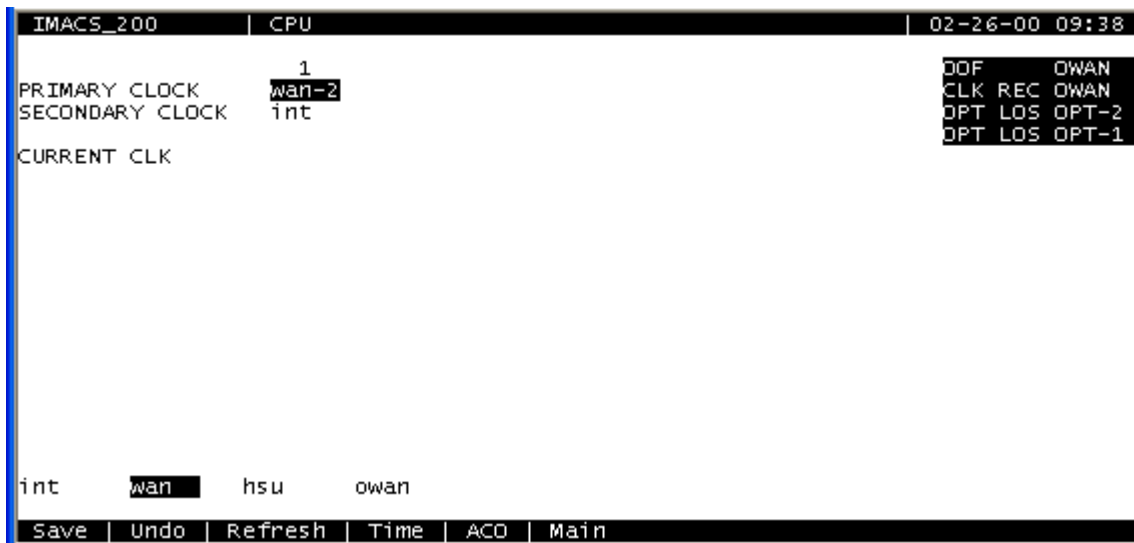 IMACS_200 | CPU | 02-26-00 09:38
1
OOF OWAN
PRIMARY CLOCK wan-2
CLK REC OWAN
SECONDARY CLOCK int
OPT LOS OPT-2
OPT LOS OPT-1
CURRENT CLK
int wan hsu owan
Save | Undo | Refresh | Time | ACO | Main